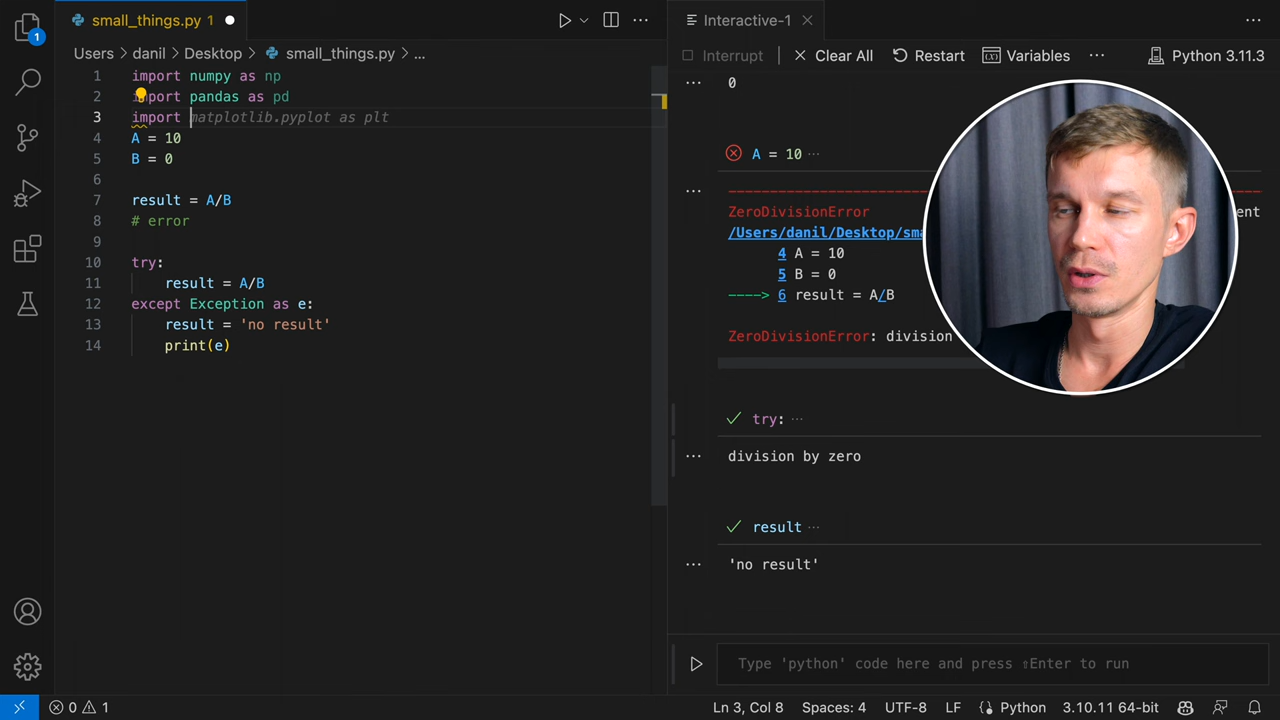 small_things.py 1
Users > danil > Desktop > small_things.py > ...
1 import numpy as np
2 import pandas as pd
3 import matplotlib.pyplot as plt
4 A = 10
5 B = 0
6
7 result = A/B
8 # error
9
10 try:
11 result = A/B
12 except Exception as e:
13 result = 'no result'
14 print(e)
Interactive-1
Interrupt Clear All Restart Variables ... Python 3.11.3
0
A = 10 ...
ZeroDivisionError
/Users/danil/Desktop/sma
4 A = 10
5 B = 0
----> 6 result = A/B
ZeroDivisionError: division
try: ...
division by zero
result ...
'no result'
Type 'python' code here and press ⇧Enter to run
1
0 1
Ln 3, Col 8 Spaces: 4 UTF-8 LF Python 3.10.11 64-bit